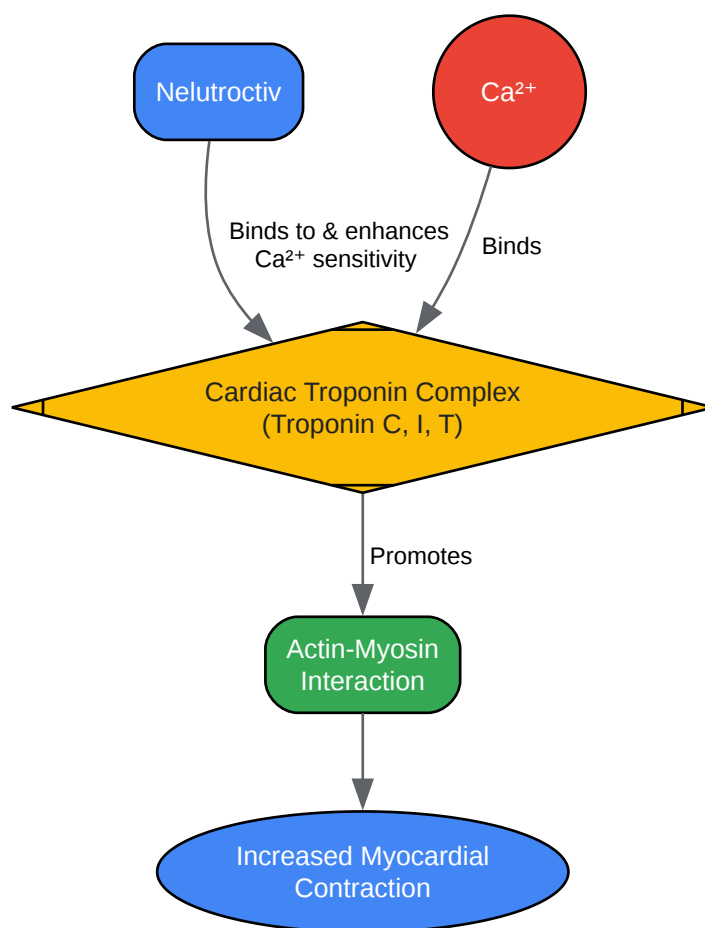 Nelutroctiv
Ca²⁺
Binds to & enhances
Ca²⁺ sensitivity
Binds
Cardiac Troponin Complex
(Troponin C, I, T)
Promotes
Actin-Myosin
Interaction
Increased Myocardial
Contraction